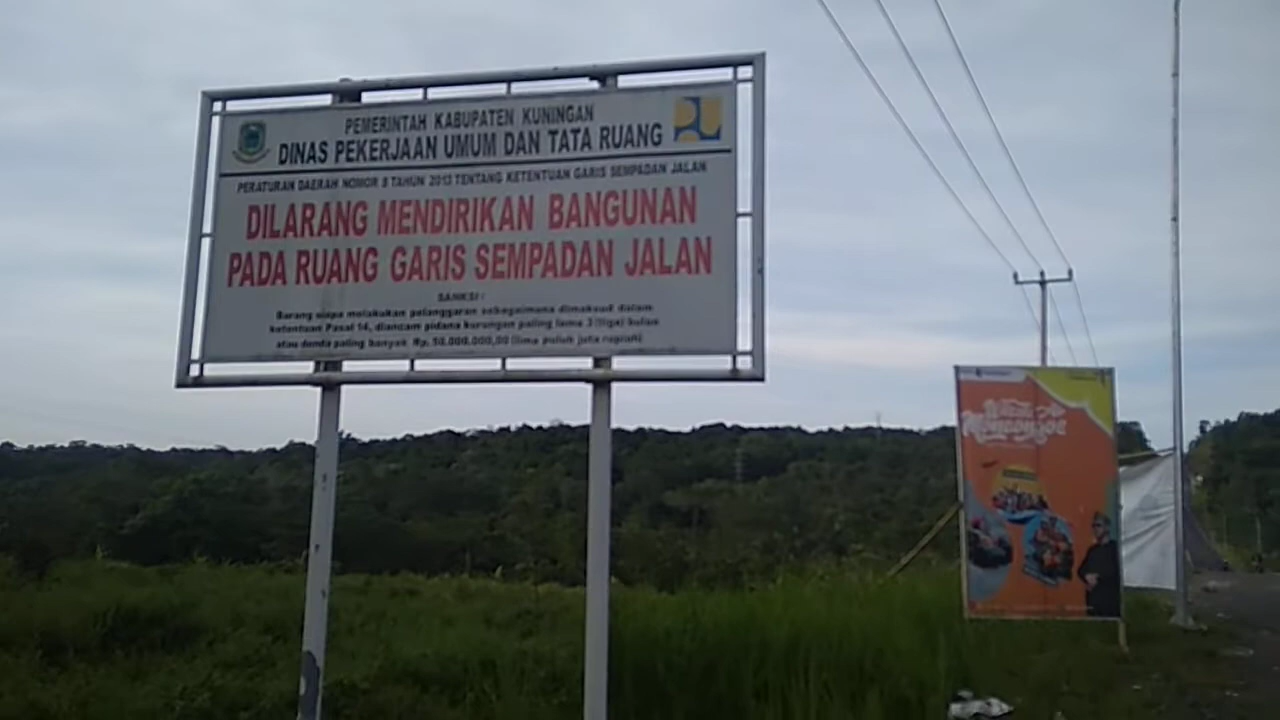 PEMERINTAH KABUPATEN KUNINGAN
DINAS PEKERJAAN UMUM DAN TATA RUANG
PERATURAN DAERAH NOMOR 8 TAHUN 2013 TENTANG KETENTUAN GARIS SEMPADAN JALAN
DILARANG MENDIRIKAN BANGUNAN
PADA RUANG GARIS SEMPADAN JALAN
SANKSI :
Barang siapa melakukan pelanggaran sebagaimana dimaksud dalam
ketentuan Pasal 14, diancam pidana kurungan paling lama 3 (tiga) bulan
atau denda paling banyak Rp. 50.000.000,00 (lima puluh juta rupiah)